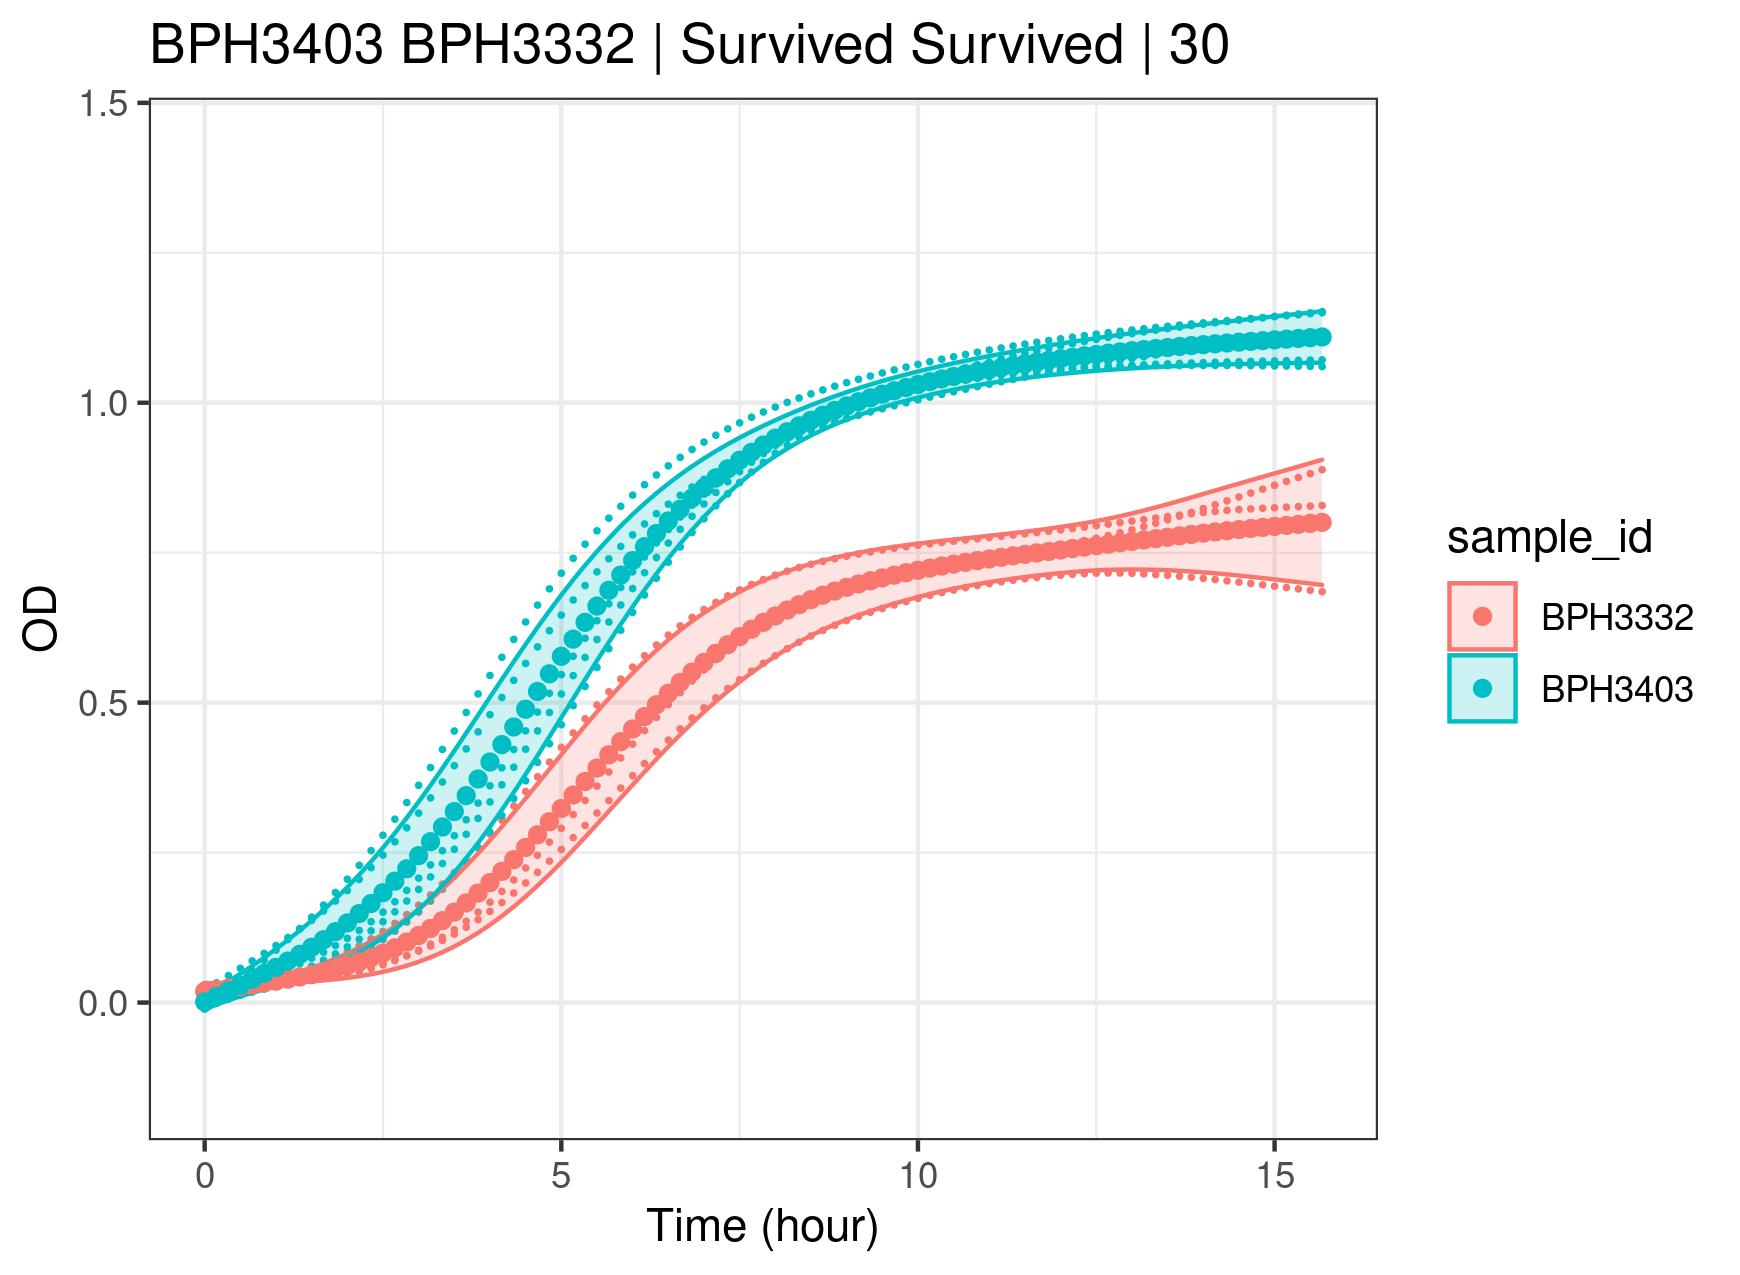 BPH3403 BPH3332 | Survived Survived | 30
1.5
1.0
0.5
0.0
OD
0 5 10 15
Time (hour)
sample_id
BPH3332
BPH3403